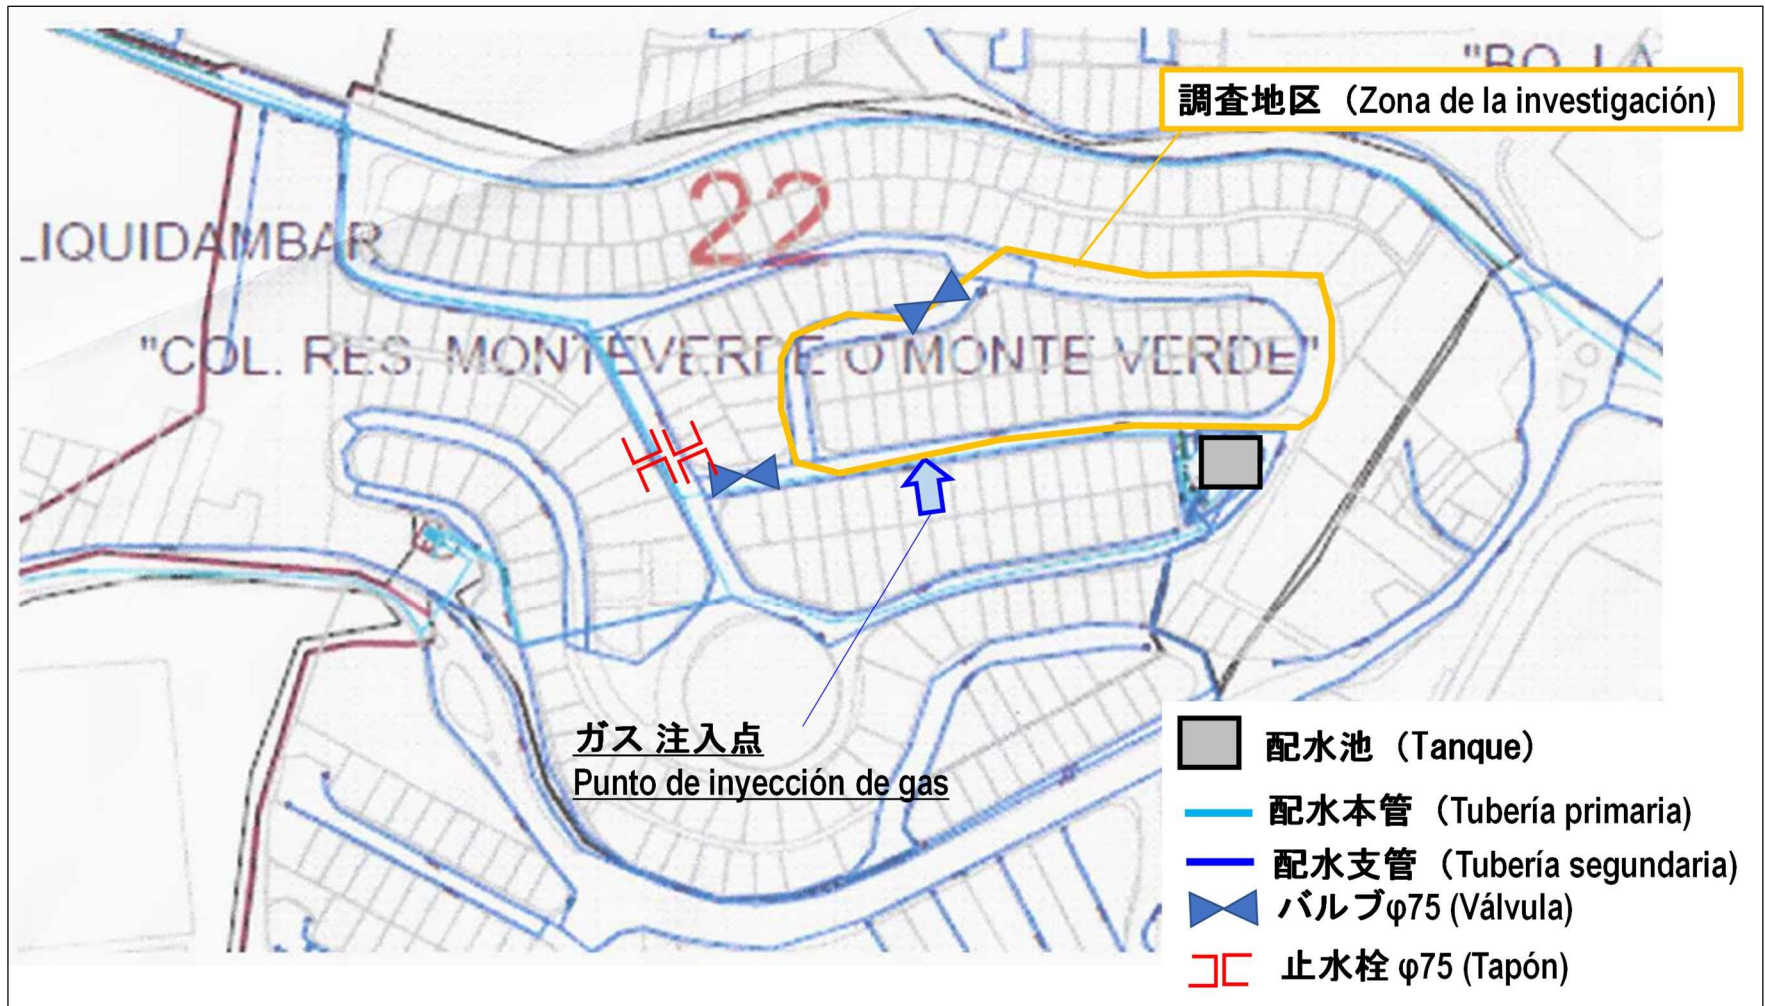 "BO. LA
調査地区 (Zona de la investigación)
22
LIQUIDAMBAR
"COL. RES. MONTEVERDE O MONTE VERDE"
ガス 注入点
Punto de inyección de gas
配水池 (Tanque)
配水本管 (Tubería primaria)
配水支管 (Tubería segundaria)
バルブφ75 (Válvula)
止水栓 φ75 (Tapón)